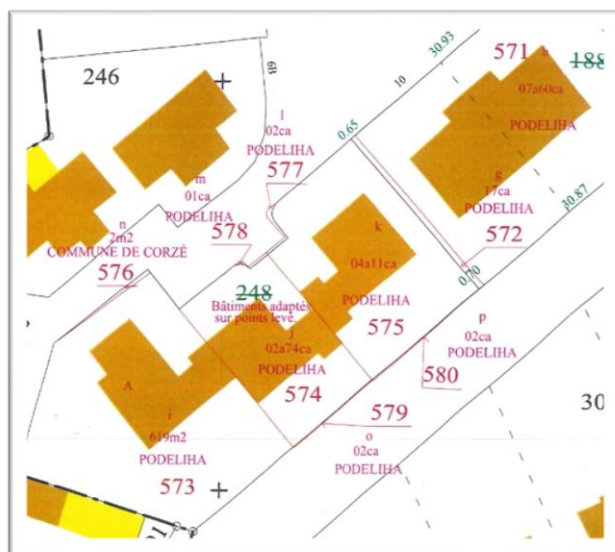 246
6B
l
02ca
PODELIHA
577
m
01ca
PODELIHA
578
n
2m2
COMMUNE DE CORZÉ
576
30.93
10
0.65
571
h
07a60ca
PODELIHA
188
g
17ca
PODELIHA
30.87
572
0.70
k
04a11ca
PODELIHA
575
248
Bâtiments adaptés
sur points levé.
j
02a74ca
PODELIHA
574
p
02ca
PODELIHA
580
579
o
02ca
PODELIHA
A
i
619m2
PODELIHA
573
30